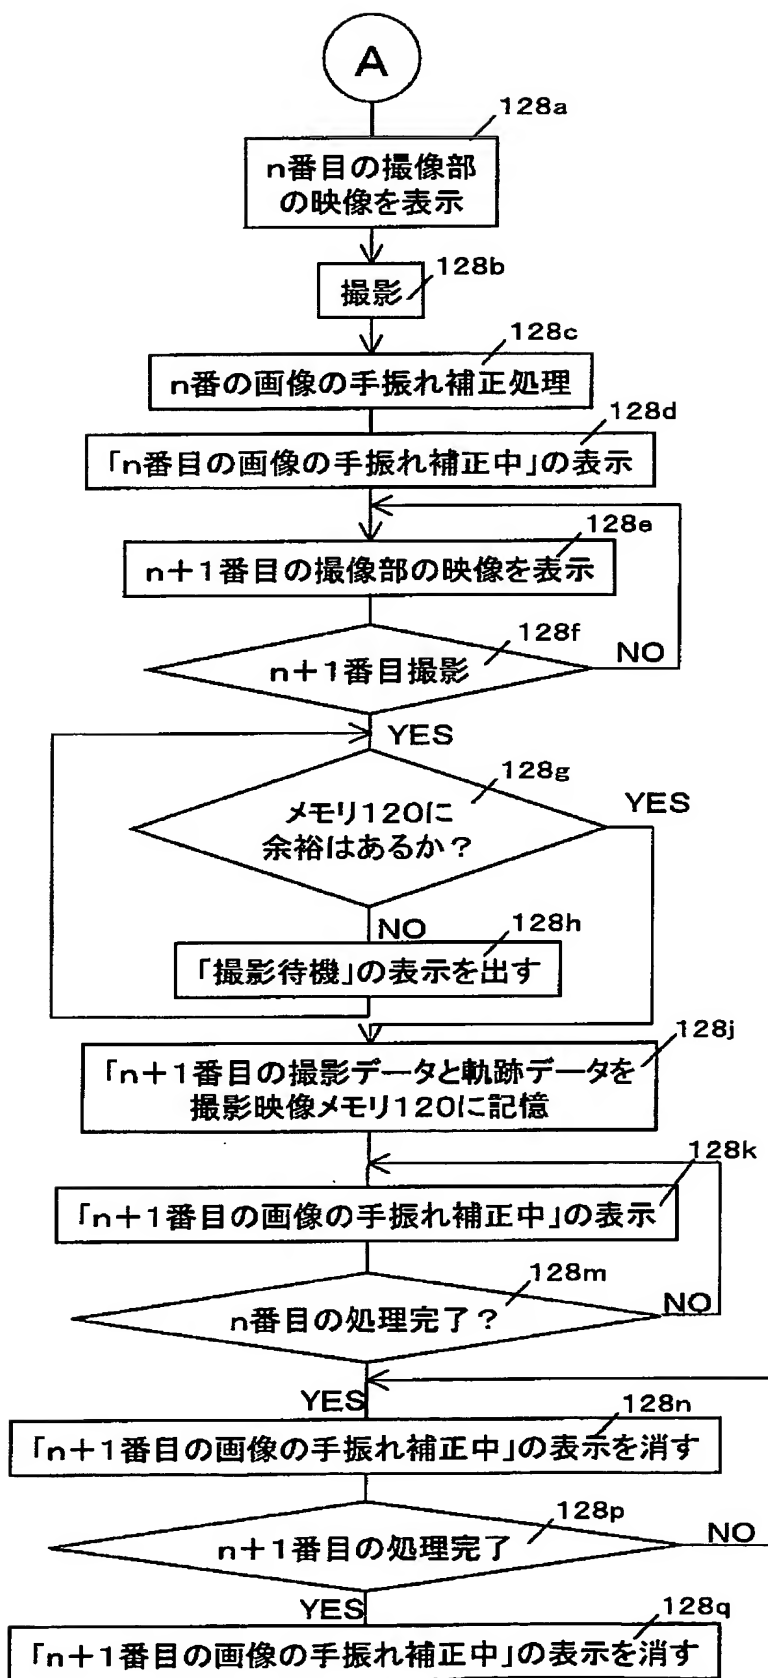 A
128a
n番目の撮像部
の映像を表示
128b
撮影
128c
n番の画像の手振れ補正処理
128d
「n番目の画像の手振れ補正中」の表示
128e
n+1番目の撮像部の映像を表示
128f
n+1番目撮影
NO
YES
128g
メモリ120に
余裕はあるか?
YES
NO
128h
「撮影待機」の表示を出す
128j
「n+1番目の撮影データと軌跡データを
撮影映像メモリ120に記憶
128k
「n+1番目の画像の手振れ補正中」の表示
128m
n番目の処理完了?
NO
YES
128n
「n+1番目の画像の手振れ補正中」の表示を消す
128p
n+1番目の処理完了
NO
YES
128q
「n+1番目の画像の手振れ補正中」の表示を消す